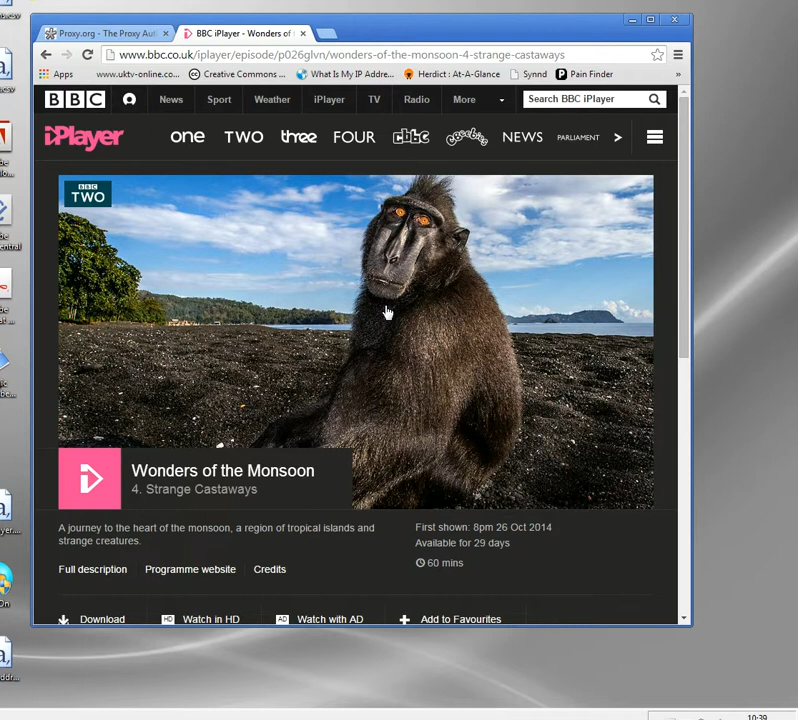 s.csv
Proxy.org - The Proxy Aut
BBC iPlayer - Wonders of
www.bbc.co.uk/iplayer/episode/p026glvn/wonders-of-the-monsoon-4-strange-castaways
Apps www.uktv-online.co... Creative Commons ... What Is My IP Addre... Herdict : At-A-Glance Synnd Pain Finder »
BBC News Sport Weather iPlayer TV Radio More Search BBC iPlayer
iPlayer one TWO three FOUR cbbc cbeebies NEWS PARLIAMENT
BBC
TWO
Wonders of the Monsoon
4. Strange Castaways
A journey to the heart of the monsoon, a region of tropical islands and
strange creatures.
First shown: 8pm 26 Oct 2014
Available for 29 days
60 mins
Full description Programme website Credits
Download HD Watch in HD AD Watch with AD Add to Favourites
10:39